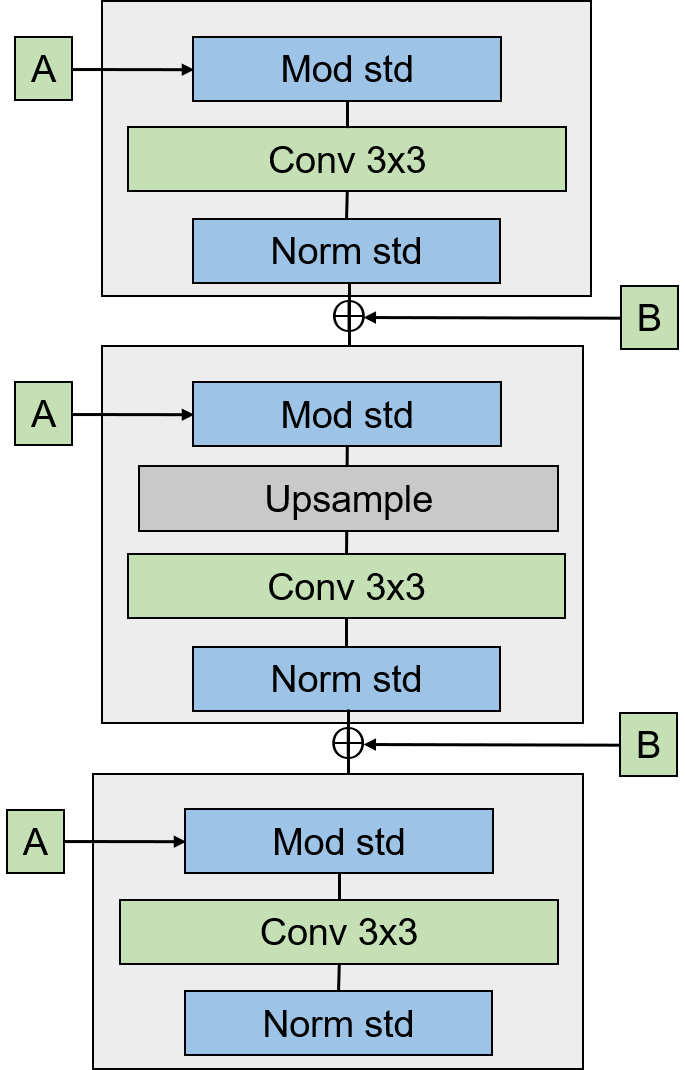 A
Mod std
Conv 3x3
Norm std
B
A
Mod std
Upsample
Conv 3x3
Norm std
B
A
Mod std
Conv 3x3
Norm std